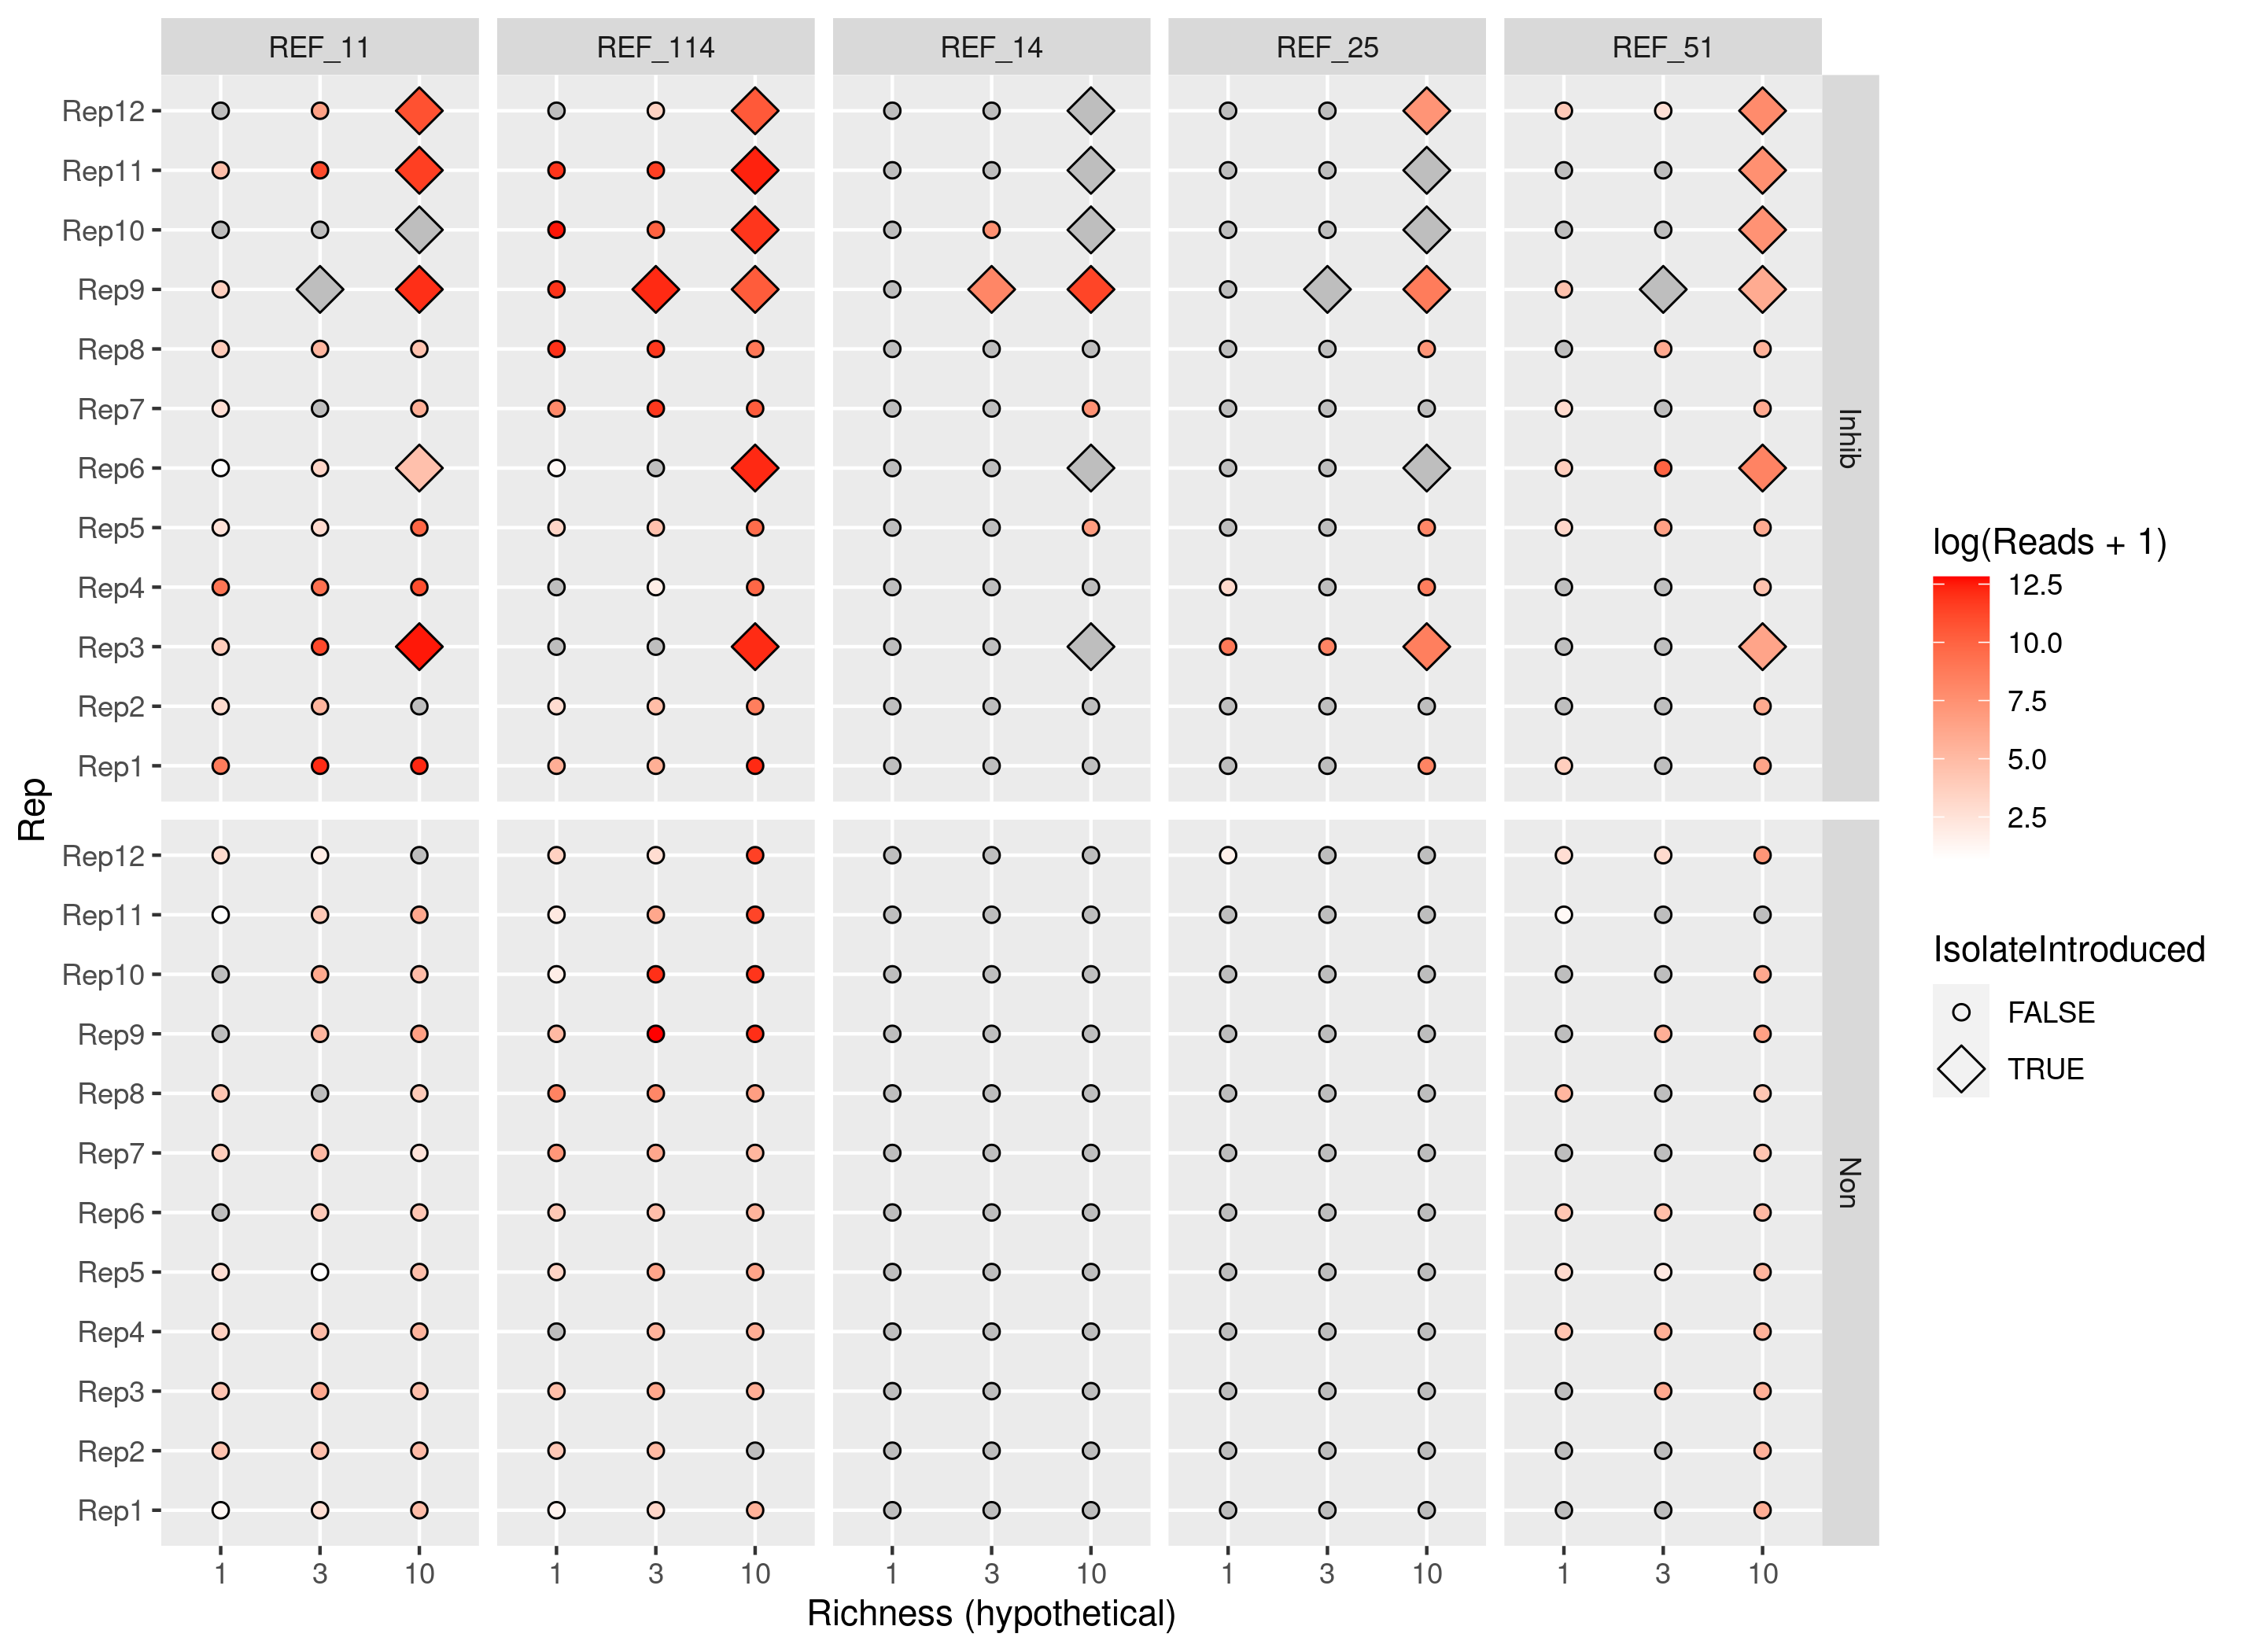 REF_11 REF_114 REF_14 REF_25 REF_51
Rep12
Rep11
Rep10
Rep9
Rep8
Rep7
Rep6
Rep5
Rep4
Rep3
Rep2
Rep1
Inhib
Rep12
Rep11
Rep10
Rep9
Rep8
Rep7
Rep6
Rep5
Rep4
Rep3
Rep2
Rep1
Non
Rep
1 3 10 1 3 10 1 3 10 1 3 10 1 3 10
Richness (hypothetical)
log(Reads + 1)
12.5
10.0
7.5
5.0
2.5
IsolateIntroduced
FALSE
TRUE